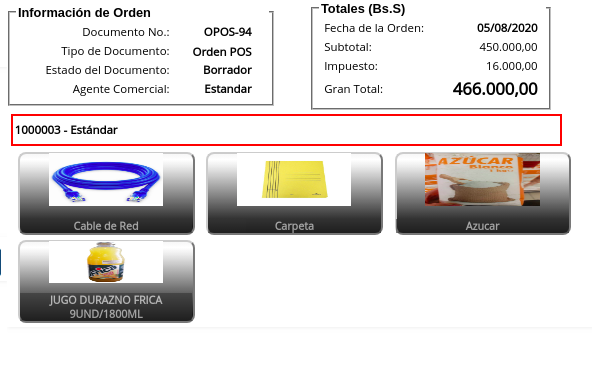 Información de Orden
Documento No.: OPOS-94
Tipo de Documento: Orden POS
Estado del Documento: Borrador
Agente Comercial: Estandar
Totales (Bs.S)
Fecha de la Orden: 05/08/2020
Subtotal: 450.000,00
Impuesto: 16.000,00
Gran Total: 466.000,00
1000003 - Estándar
Cable de Red
Carpeta
AZÚCAR
Blanco
Azucar
JUGO DURAZNO FRICA
9UND/1800ML